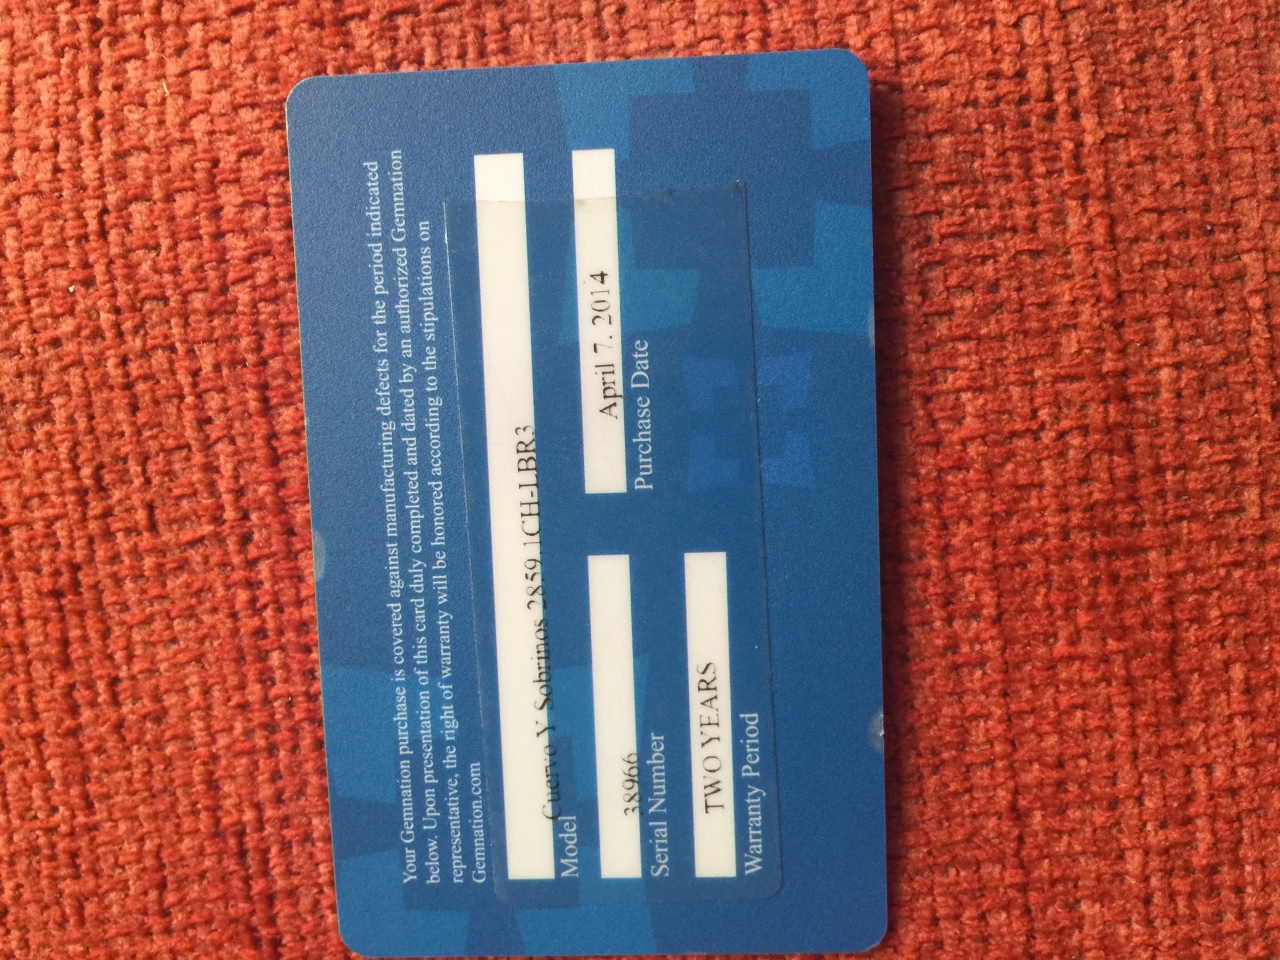 Your Gemnation purchase is covered against manufacturing defects for the period indicated
below. Upon presentation of this card duly completed and dated by an authorized Gemnation
representative, the right of warranty will be honored according to the stipulations on
Gemnation.com
Cuervo Y Sobrinos 2859.1CH-LBR3
Model
38966
Serial Number
April 7, 2014
Purchase Date
TWO YEARS
Warranty Period